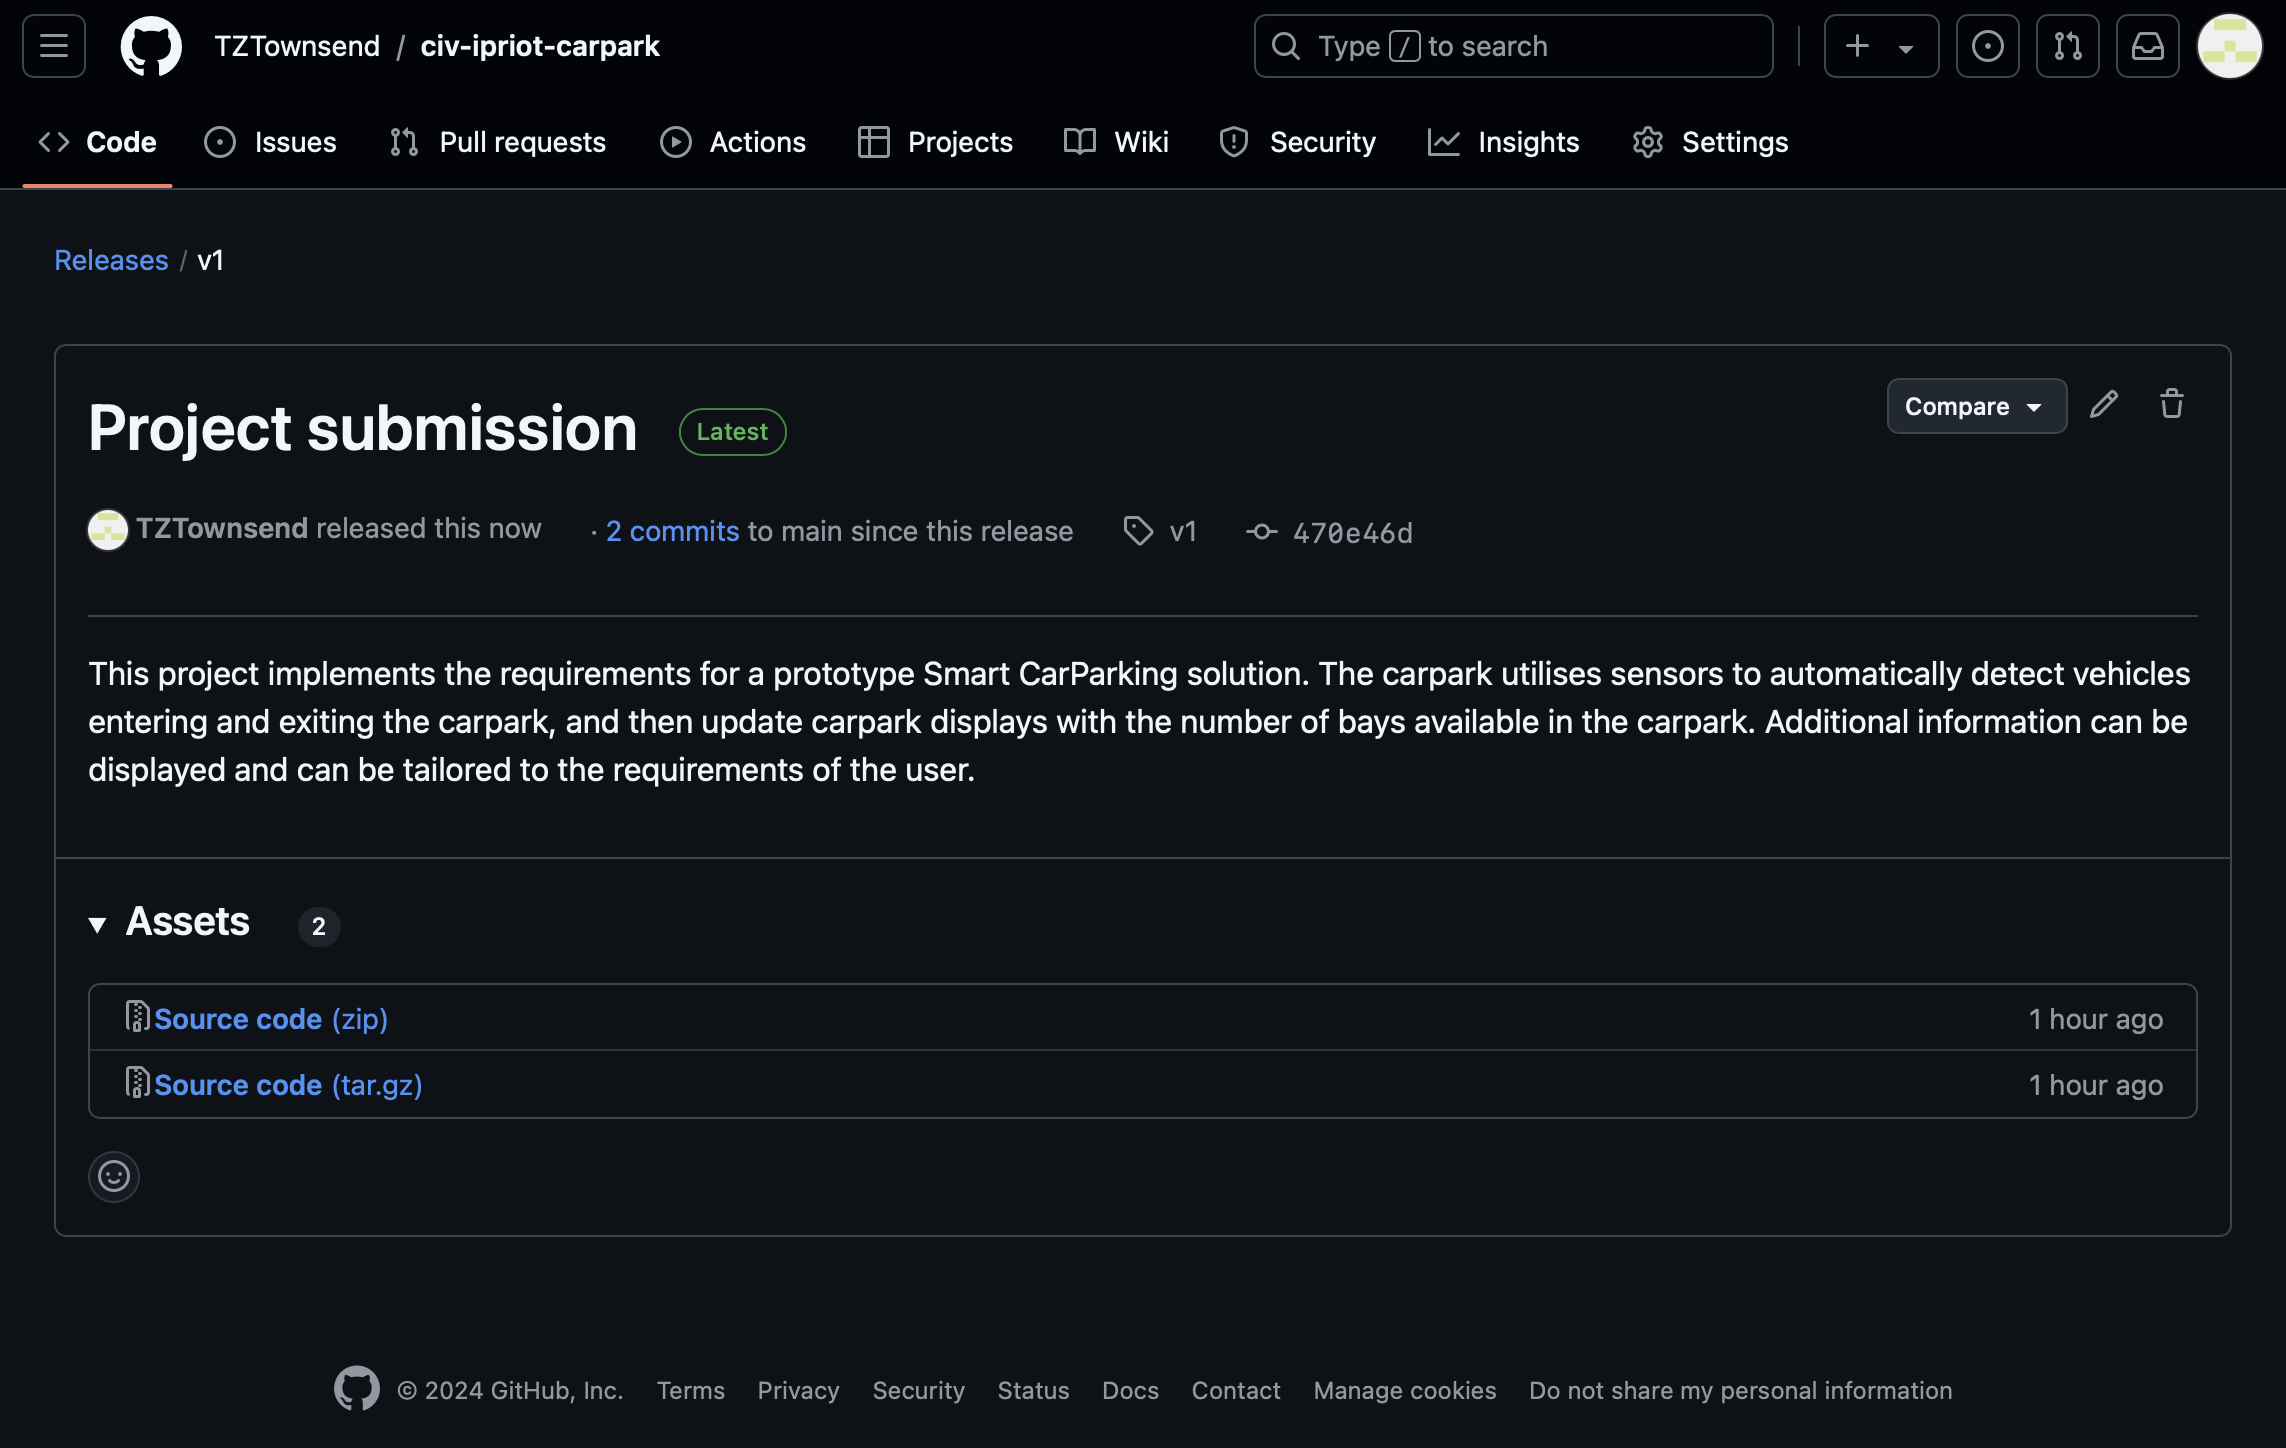 TZTownsend / civ-ipriot-carpark
Type / to search
Code
Issues
Pull requests
Actions
Projects
Wiki
Security
Insights
Settings
Releases / v1
Project submission
Latest
Compare
TZTownsend released this now
· 2 commits to main since this release
v1
470e46d
This project implements the requirements for a prototype Smart CarParking solution. The carpark utilises sensors to automatically detect vehicles
entering and exiting the carpark, and then update carpark displays with the number of bays available in the carpark. Additional information can be
displayed and can be tailored to the requirements of the user.
Assets 2
Source code (zip)
1 hour ago
Source code (tar.gz)
1 hour ago
© 2024 GitHub, Inc. Terms Privacy Security Status Docs Contact Manage cookies Do not share my personal information